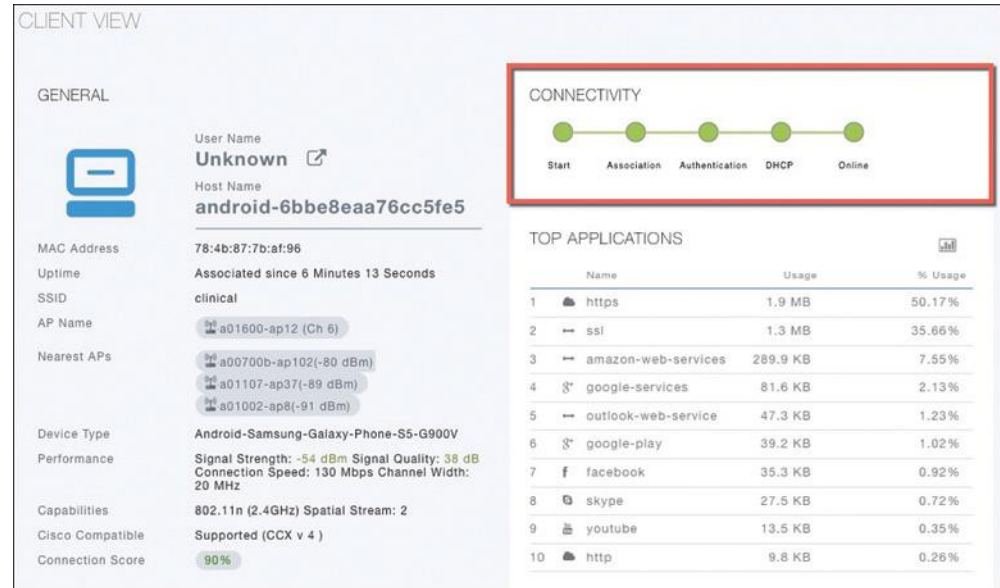 CLIENT VIEW
GENERAL
User Name
Unknown
Host Name
android-6bbe8eaa76cc5fe5
MAC Address 78:4b:87:7b:af:96
Uptime Associated since 6 Minutes 13 Seconds
SSID clinical
AP Name a01600-ap12 (Ch 6)
Nearest APs a00700b-ap102(-80 dBm)
a01107-ap37(-89 dBm)
a01002-ap8(-91 dBm)
Device Type Android-Samsung-Galaxy-Phone-S5-G900V
Performance Signal Strength: -54 dBm Signal Quality: 38 dB
Connection Speed: 130 Mbps Channel Width:
20 MHz
Capabilities 802.11n (2.4GHz) Spatial Stream: 2
Cisco Compatible Supported (CCX v 4 )
Connection Score 90%
CONNECTIVITY
Start Association Authentication DHCP Online
TOP APPLICATIONS
Name Usage % Usage
1 https 1.9 MB 50.17%
2 ssl 1.3 MB 35.66%
3 amazon-web-services 289.9 KB 7.55%
4 google-services 81.6 KB 2.13%
5 outlook-web-service 47.3 KB 1.23%
6 google-play 39.2 KB 1.02%
7 facebook 35.3 KB 0.92%
8 skype 27.5 KB 0.72%
9 youtube 13.5 KB 0.35%
10 http 9.8 KB 0.26%